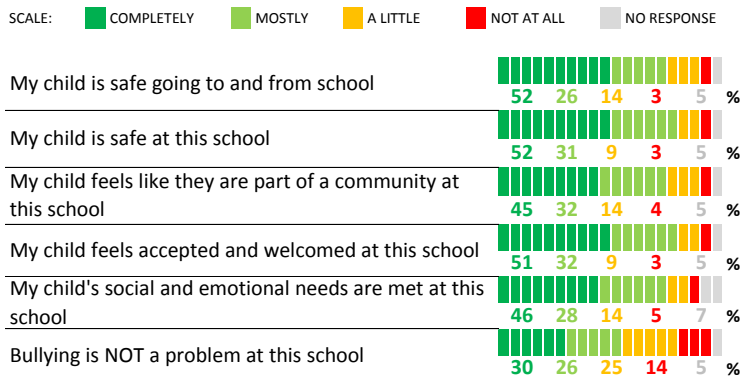 SCALE: COMPLETELY MOSTLY A LITTLE NOT AT ALL NO RESPONSE
My child is safe going to and from school
52 26 14 3 5 %
My child is safe at this school
52 31 9 3 5 %
My child feels like they are part of a community at
this school
45 32 14 4 5 %
My child feels accepted and welcomed at this school
51 32 9 3 5 %
My child's social and emotional needs are met at this
school
46 28 14 5 7 %
Bullying is NOT a problem at this school
30 26 25 14 5 %